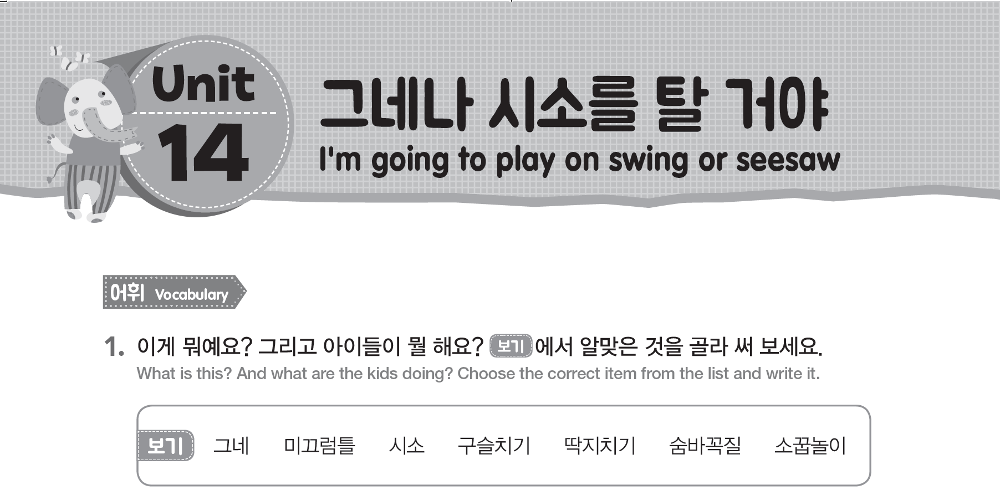 Unit
14
그네나 시소를 탈 거야
I'm going to play on swing or seesaw
어휘 Vocabulary
1. 이게 뭐예요? 그리고 아이들이 뭘 해요? 보기 에서 알맞은 것을 골라 써 보세요.
What is this? And what are the kids doing? Choose the correct item from the list and write it.
보기 그네 미끄럼틀 시소 구슬치기 딱지치기 숨바꼭질 소꿉놀이